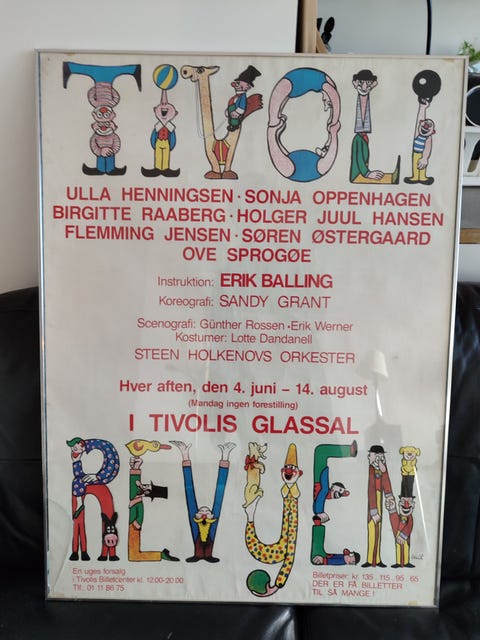 TIVOLI
ULLA HENNINGSEN · SONJA OPPENHAGEN
BIRGITTE RAABERG · HOLGER JUUL HANSEN
FLEMMING JENSEN · SØREN ØSTERGAARD
OVE SPROGØE
Instruktion: ERIK BALLING
Koreografi: SANDY GRANT
Scenografi: Günther Rossen · Erik Werner
Kostumer: Lotte Dandanell
STEEN HOLKENOVS ORKESTER
Hver aften, den 4. juni – 14. august
(Mandag ingen forestilling)
I TIVOLIS GLASSAL
REVYEN
En uges forsalg
i Tivolis Billetcenter kl. 12.00-20.00
Tlf. 01 11 86 75
Billetpriser: kr. 135 . 115 . 95 . 65
DER ER FÅ BILLETTER
TIL SÅ MANGE!